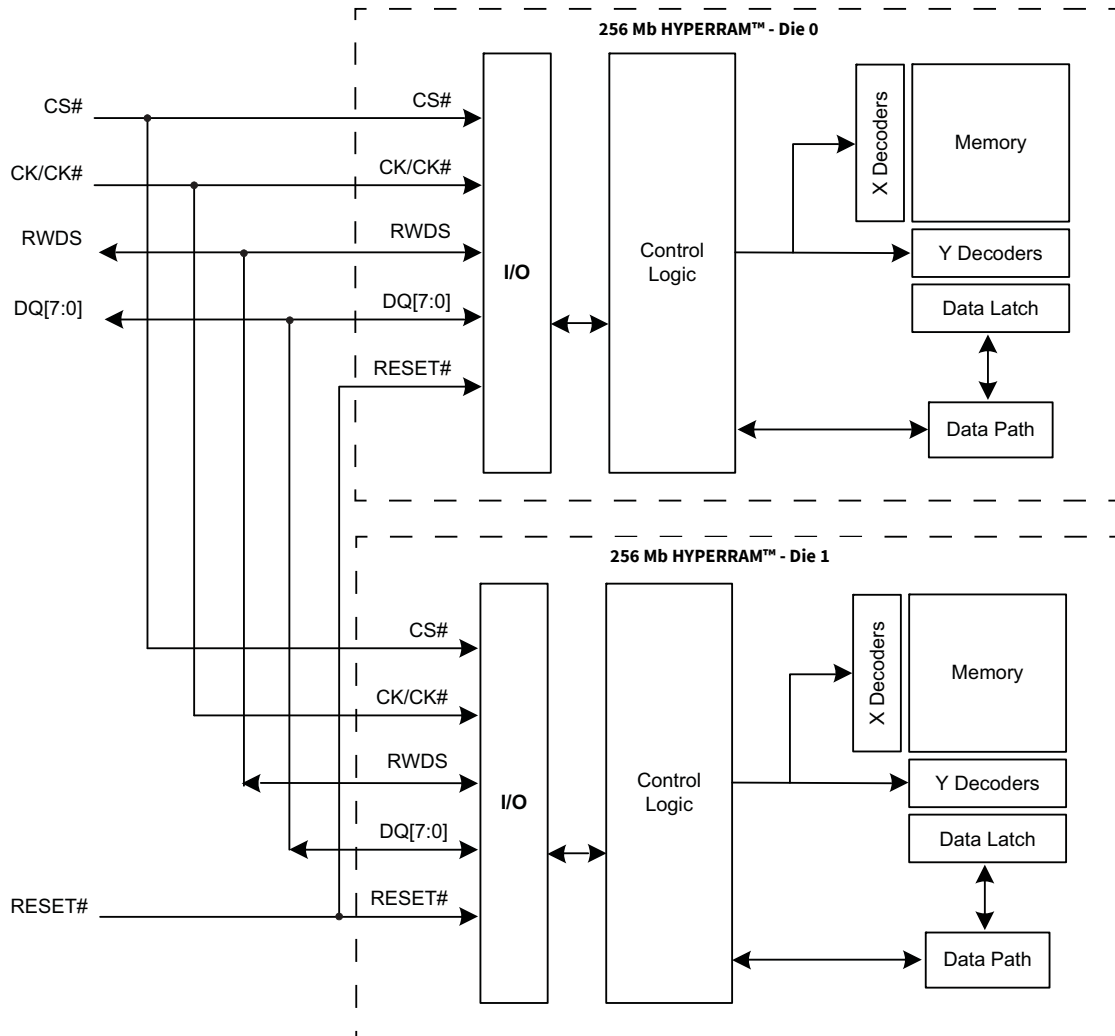 256 Mb HYPERRAM™ - Die 0
CS#
CS#
CK/CK#
CK/CK#
RWDS
RWDS
DQ[7:0]
DQ[7:0]
RESET#
I/O
Control
Logic
X Decoders
Memory
Y Decoders
Data Latch
Data Path
256 Mb HYPERRAM™ - Die 1
CS#
CK/CK#
RWDS
DQ[7:0]
RESET#
RESET#
I/O
Control
Logic
X Decoders
Memory
Y Decoders
Data Latch
Data Path